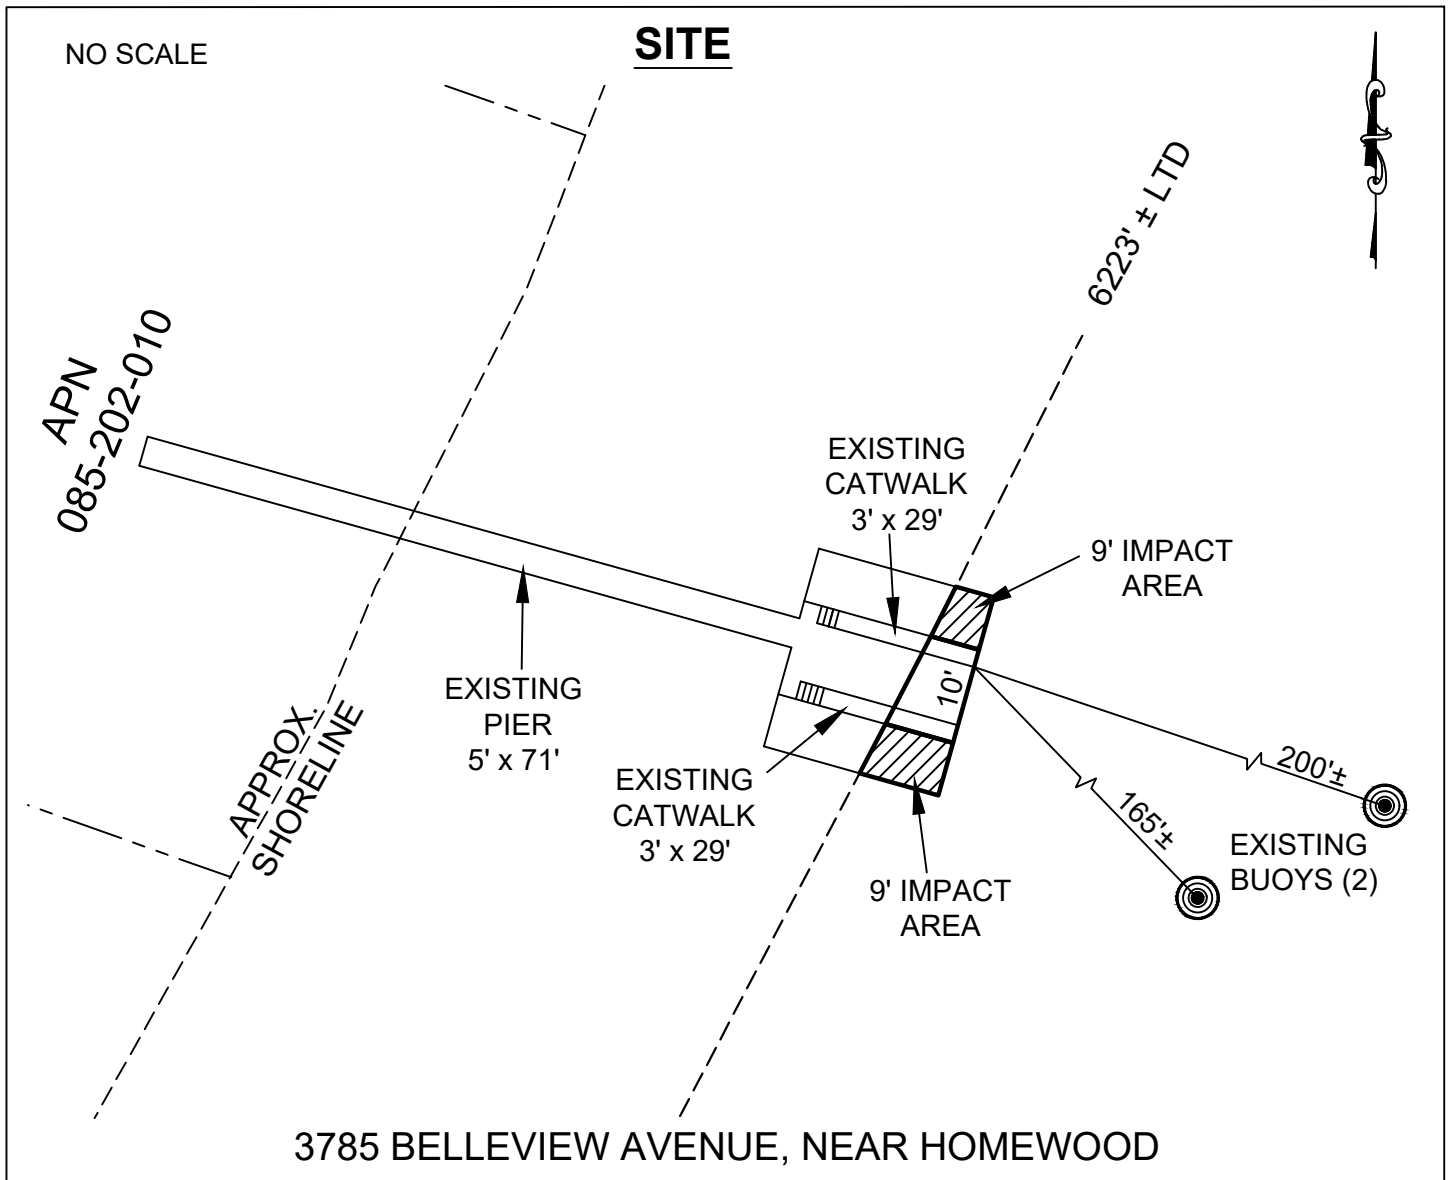 NO SCALE
SITE
6223' ± LTD
APN
085-202-010
EXISTING
CATWALK
3' x 29'
9' IMPACT
AREA
EXISTING
PIER
5' x 71'
10'
APPROX.
SHORELINE
EXISTING
CATWALK
3' x 29'
9' IMPACT
AREA
200'±
165'±
EXISTING
BUOYS (2)
3785 BELLEVIEW AVENUE, NEAR HOMEWOOD